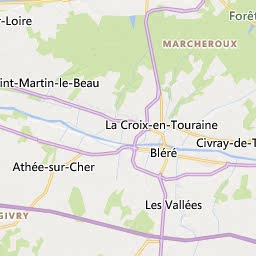 r-Loire
Forêt
MARCHEROUX
int-Martin-le-Beau
La Croix-en-Touraine
Civray-de-T
Bléré
Athée-sur-Cher
Les Vallées
GIVRY